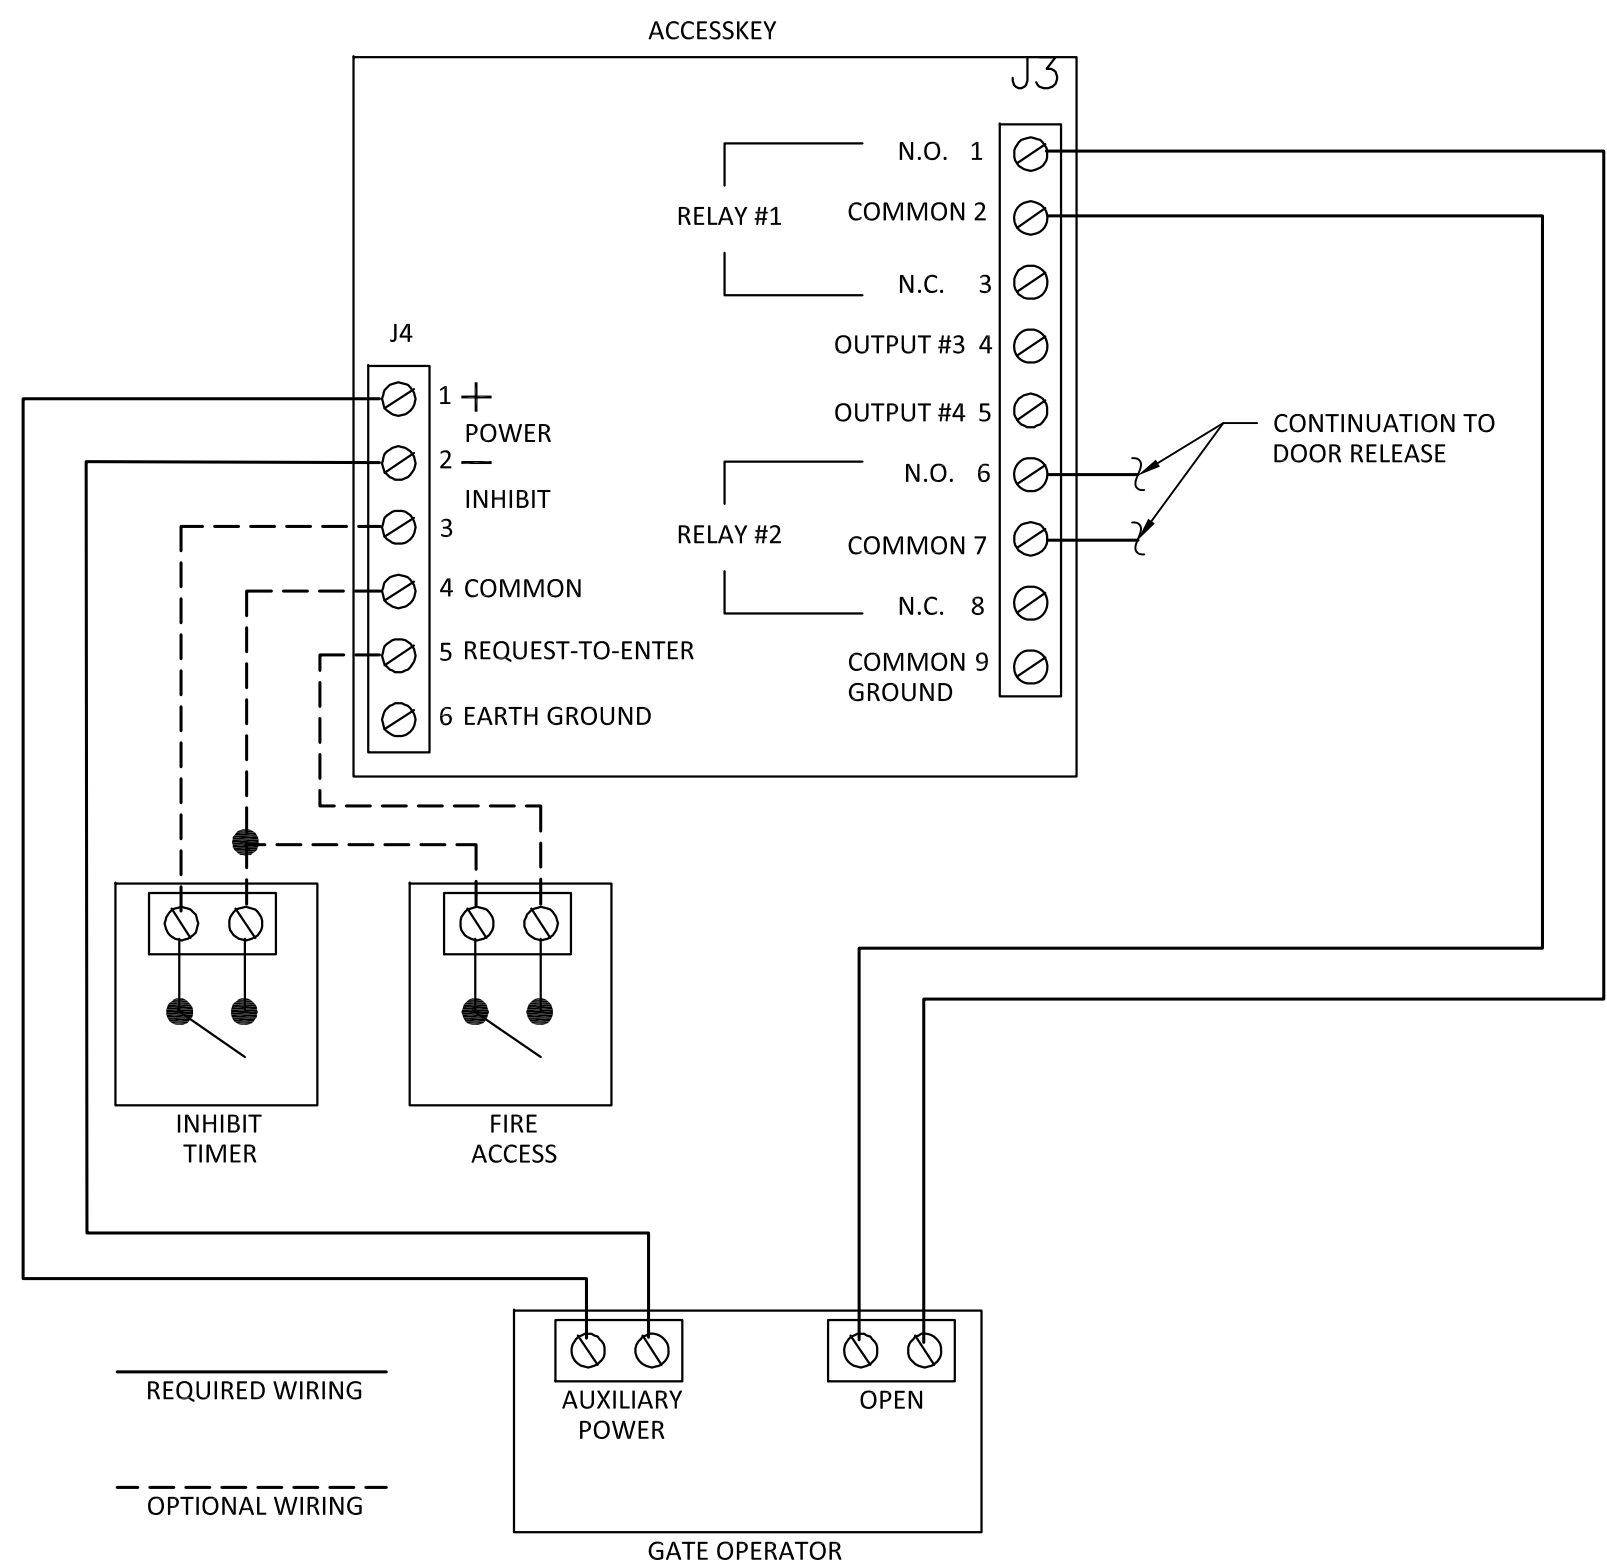 ACCESSKEY
J3
N.O. 1
RELAY #1
COMMON 2
N.C. 3
OUTPUT #3 4
OUTPUT #4 5
N.O. 6
RELAY #2
COMMON 7
N.C. 8
COMMON 9
GROUND
CONTINUATION TO
DOOR RELEASE
J4
1 +
POWER
2 —
INHIBIT
3
4 COMMON
5 REQUEST-TO-ENTER
6 EARTH GROUND
INHIBIT
TIMER
FIRE
ACCESS
REQUIRED WIRING
OPTIONAL WIRING
AUXILIARY
POWER
OPEN
GATE OPERATOR